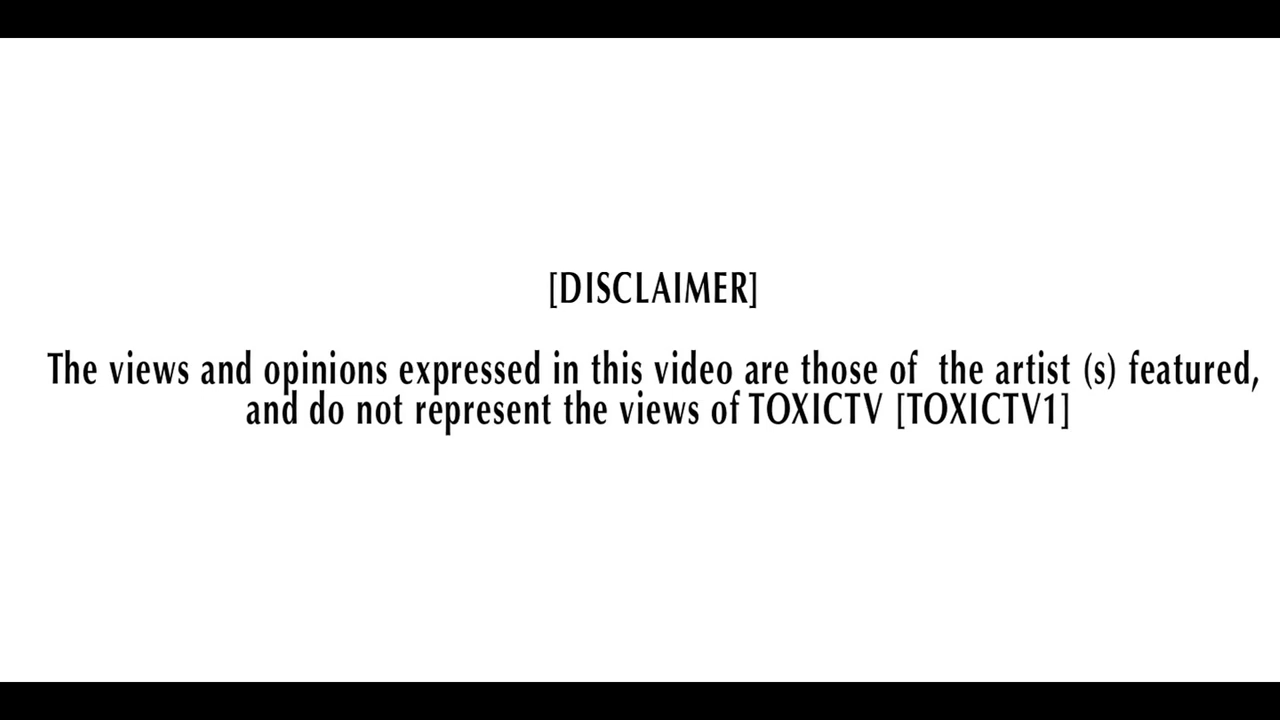 [DISCLAIMER]
The views and opinions expressed in this video are those of  the artist (s) featured,
and do not represent the views of TOXICTV [TOXICTV1]